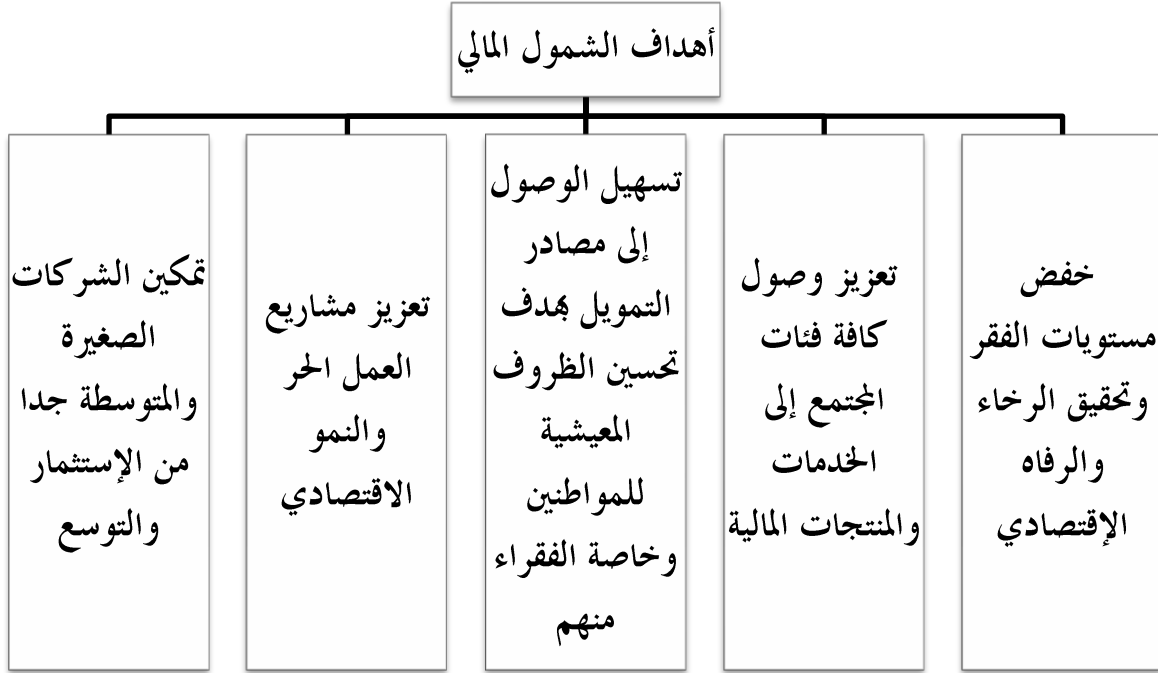 أهداف الشمول المالي
خفض
مستويات الفقر
وتحقيق الرخاء
والرفاه
الإقتصادي
تعزيز وصول
كافة فئات
المجتمع إلى
الخدمات
والمنتجات المالية
تسهيل الوصول
إلى مصادر
التمويل بهدف
تحسين الظروف
المعيشية
للمواطنين
وخاصة الفقراء
منهم
تعزيز مشاريع
العمل الحر
والنمو
الاقتصادي
تمكين الشركات
الصغيرة
والمتوسطة جدا
من الإستثمار
والتوسع